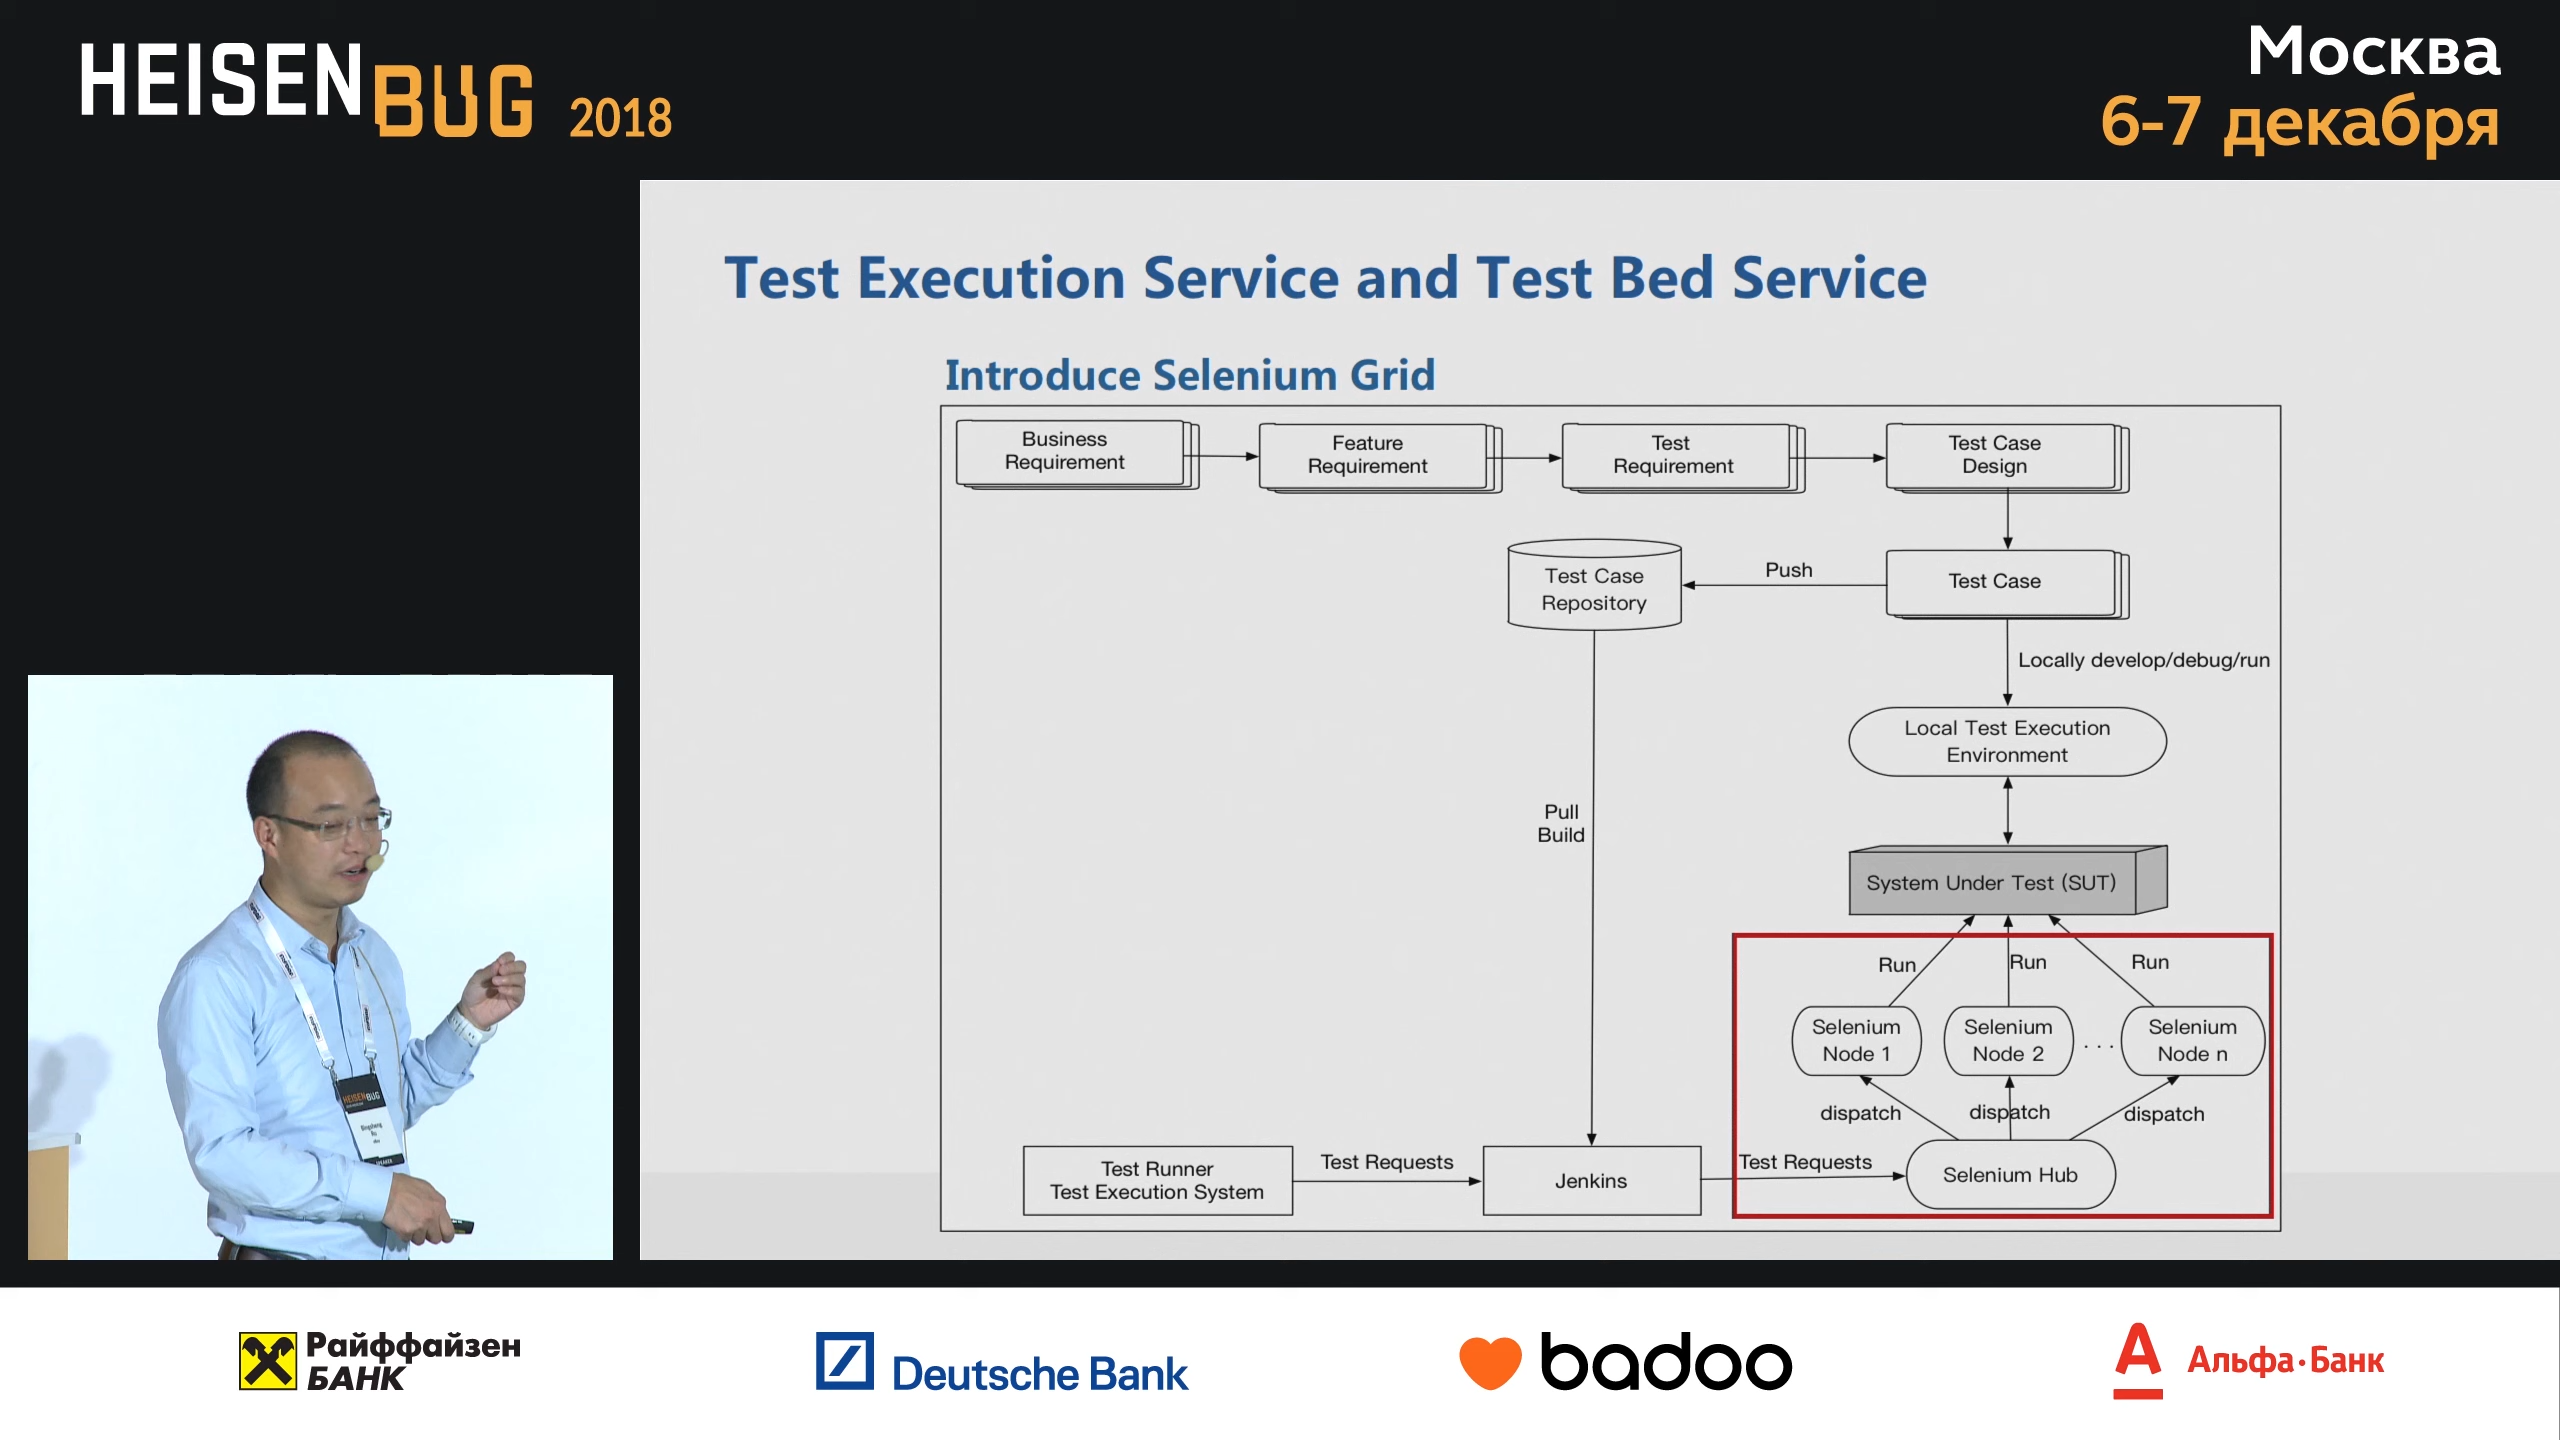 HEISENBUG 2018
Москва
6-7 декабря
Test Execution Service and Test Bed Service
Introduce Selenium Grid
Business
Requirement
Feature
Requirement
Test
Requirement
Test Case
Design
Test Case
Repository
Push
Test Case
Locally develop/debug/run
Local Test Execution
Environment
Pull
Build
System Under Test (SUT)
Run
Run
Run
Selenium
Node 1
Selenium
Node 2
. . .
Selenium
Node n
dispatch
dispatch
dispatch
Test Runner
Test Execution System
Test Requests
Jenkins
Test Requests
Selenium Hub
HEISENBUG
Райффайзен
БАНК
Deutsche Bank
badoo
Альфа·Банк